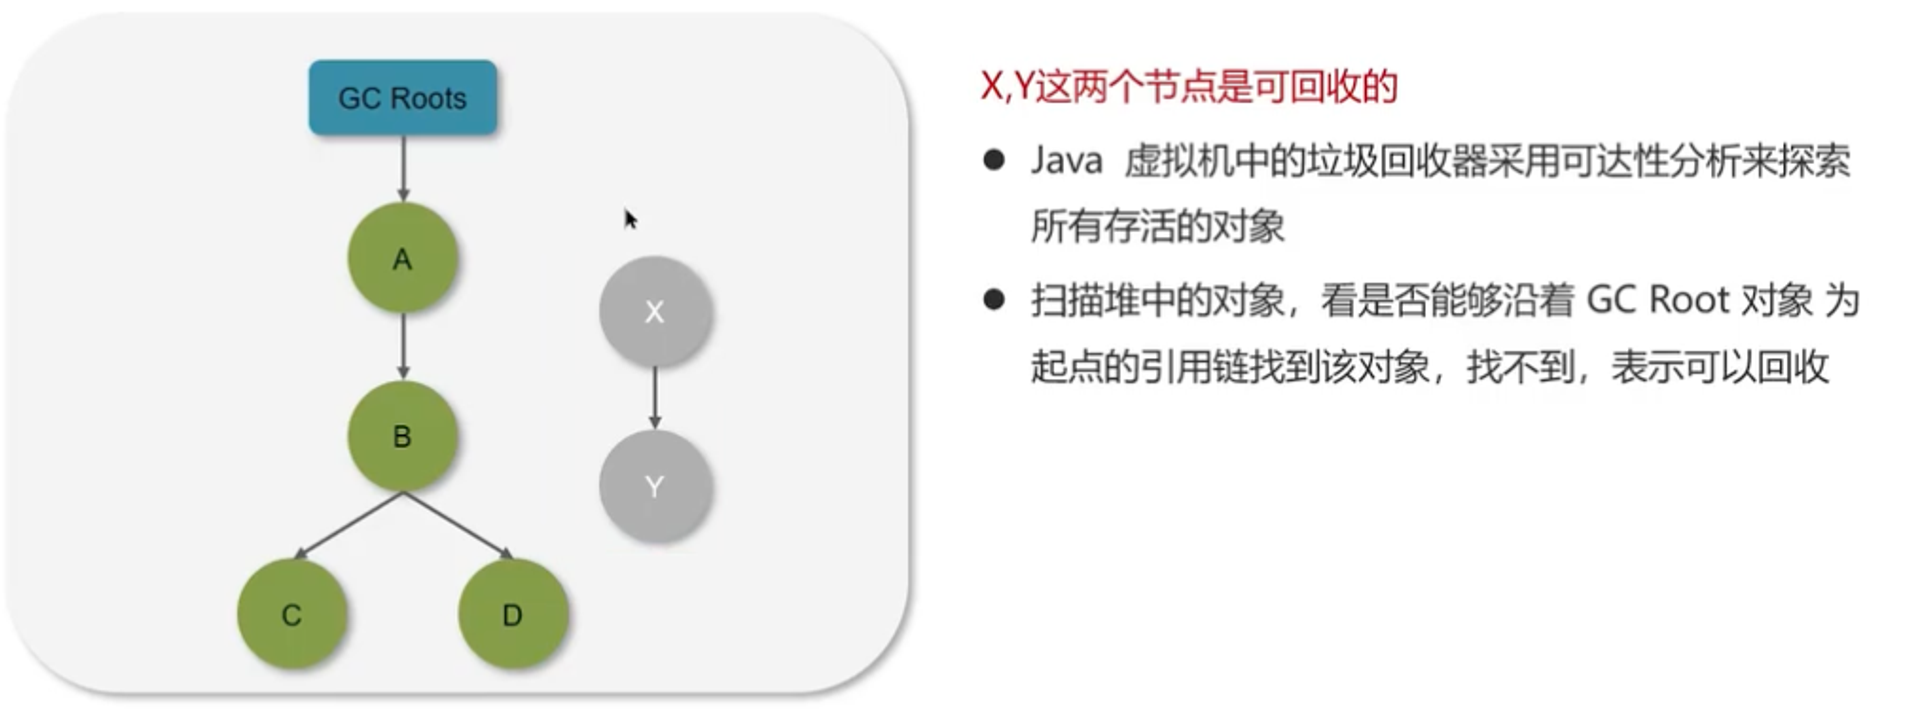 GC Roots
A
B
C
D
X
Y
X,Y这两个节点是可回收的
● Java 虚拟机中的垃圾回收器采用可达性分析来探索
所有存活的对象
● 扫描堆中的对象，看是否能够沿着 GC Root 对象 为
起点的引用链找到该对象，找不到，表示可以回收